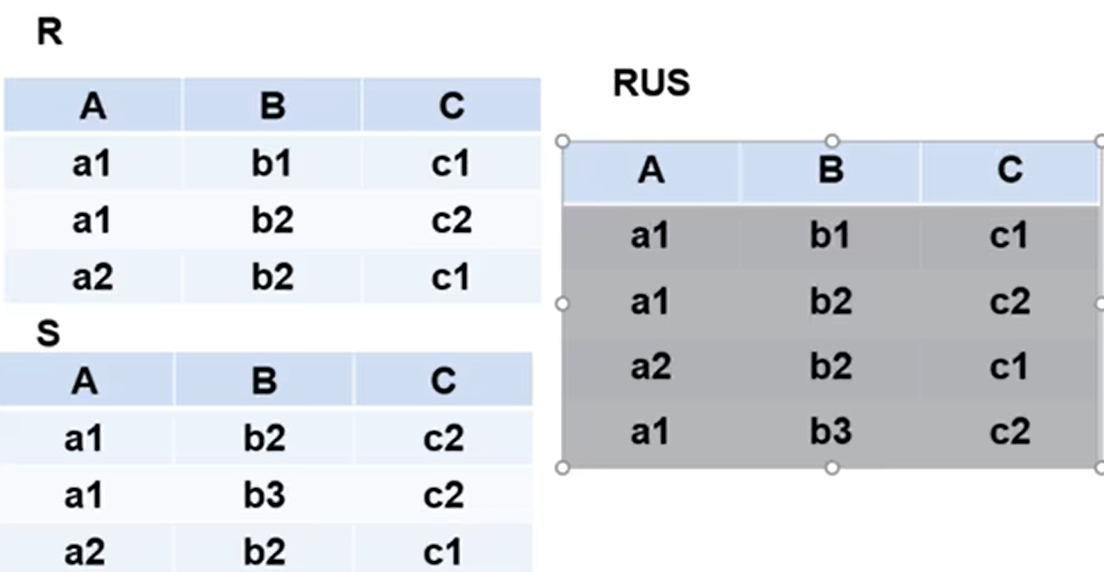 R
A B C
a1 b1 c1
a1 b2 c2
a2 b2 c1
S
A B C
a1 b2 c2
a1 b3 c2
a2 b2 c1
RUS
A B C
a1 b1 c1
a1 b2 c2
a2 b2 c1
a1 b3 c2